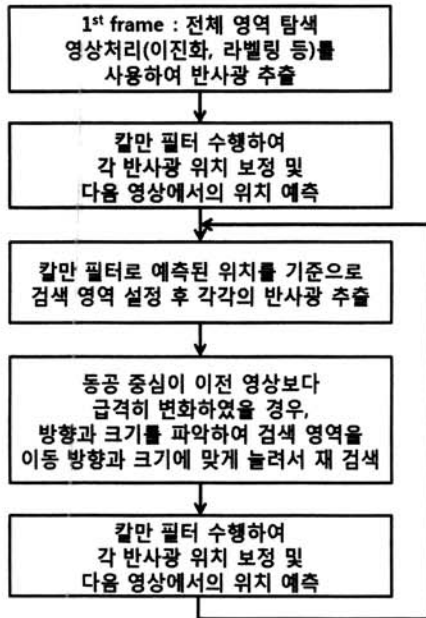 1st frame : 전체 영역 탐색
영상처리(이진화, 라벨링 등)를
사용하여 반사광 추출
칼만 필터 수행하여
각 반사광 위치 보정 및
다음 영상에서의 위치 예측
칼만 필터로 예측된 위치를 기준으로
검색 영역 설정 후 각각의 반사광 추출
동공 중심이 이전 영상보다
급격히 변화하였을 경우,
방향과 크기를 파악하여 검색 영역을
이동 방향과 크기에 맞게 늘려서 재 검색
칼만 필터 수행하여
각 반사광 위치 보정 및
다음 영상에서의 위치 예측